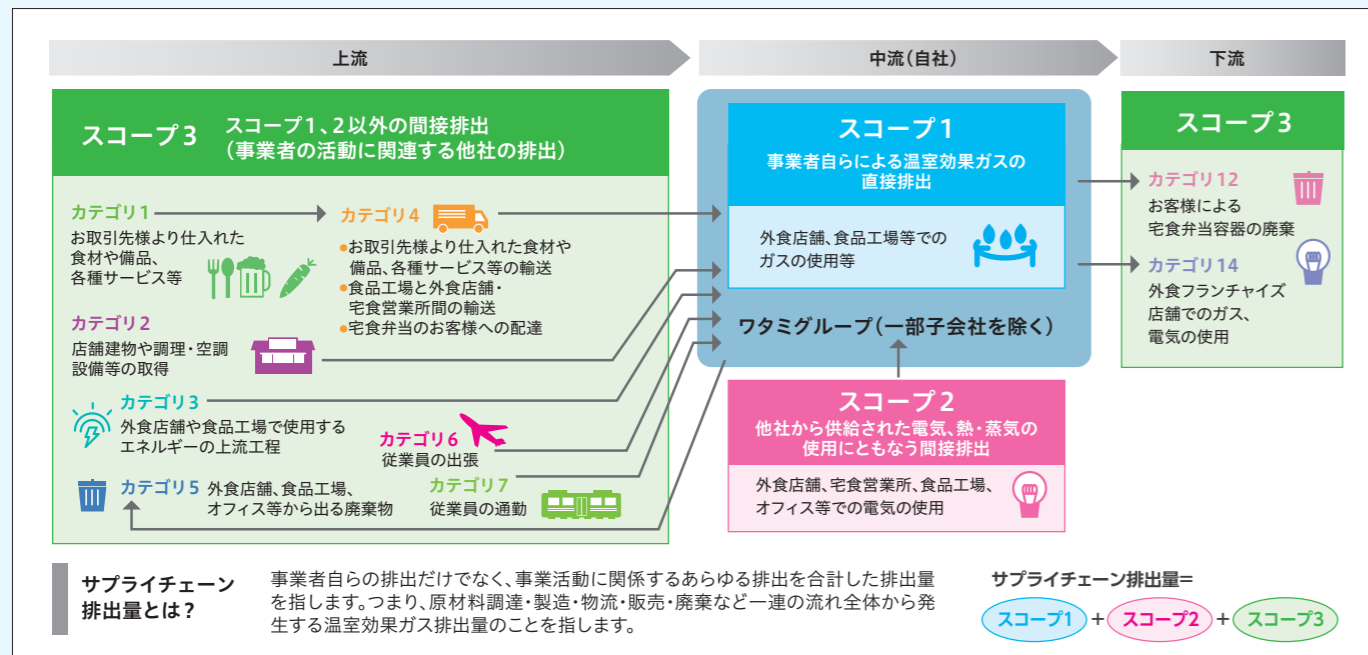 上流
中流(自社)
下流
スコープ3
スコープ1、2以外の間接排出
(事業者の活動に関連する他社の排出)
カテゴリ1
お取引先様より仕入れた
食材や備品、
各種サービス等
カテゴリ4
●お取引先様より仕入れた食材や
備品、各種サービス等の輸送
●食品工場と外食店舗・
宅食営業所間の輸送
●宅食弁当のお客様への配達
カテゴリ2
店舗建物や調理・空調
設備等の取得
カテゴリ3
外食店舗や食品工場で使用する
エネルギーの上流工程
カテゴリ6
従業員の出張
カテゴリ5
外食店舗、食品工場、
オフィス等から出る廃棄物
カテゴリ7
従業員の通勤
スコープ1
事業者自らによる温室効果ガスの
直接排出
外食店舗、食品工場等での
ガスの使用等
ワタミグループ(一部子会社を除く)
スコープ2
他社から供給された電気、熱・蒸気の
使用にともなう間接排出
外食店舗、宅食営業所、食品工場、
オフィス等での電気の使用
スコープ3
カテゴリ12
お客様による
宅食弁当容器の廃棄
カテゴリ14
外食フランチャイズ
店舗でのガス、
電気の使用
サプライチェーン
排出量とは?
事業者自らの排出だけでなく、事業活動に関係するあらゆる排出を合計した排出量
を指します。つまり、原材料調達・製造・物流・販売・廃棄など一連の流れ全体から発
生する温室効果ガス排出量のことを指します。
サプライチェーン排出量=
スコープ1+スコープ2+スコープ3